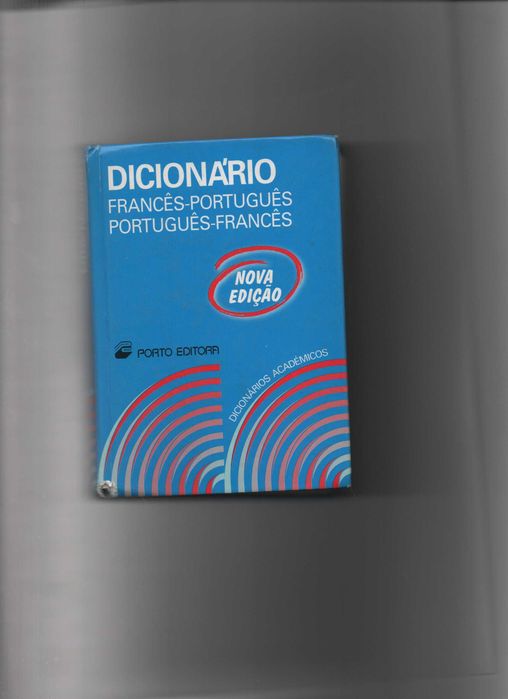 DICIONÁRIO
FRANCÊS-PORTUGUÊS
PORTUGUÊS-FRANCÊS
NOVA
EDIÇÃO
PORTO EDITORA
DICIONÁRIOS ACADÉMICOS